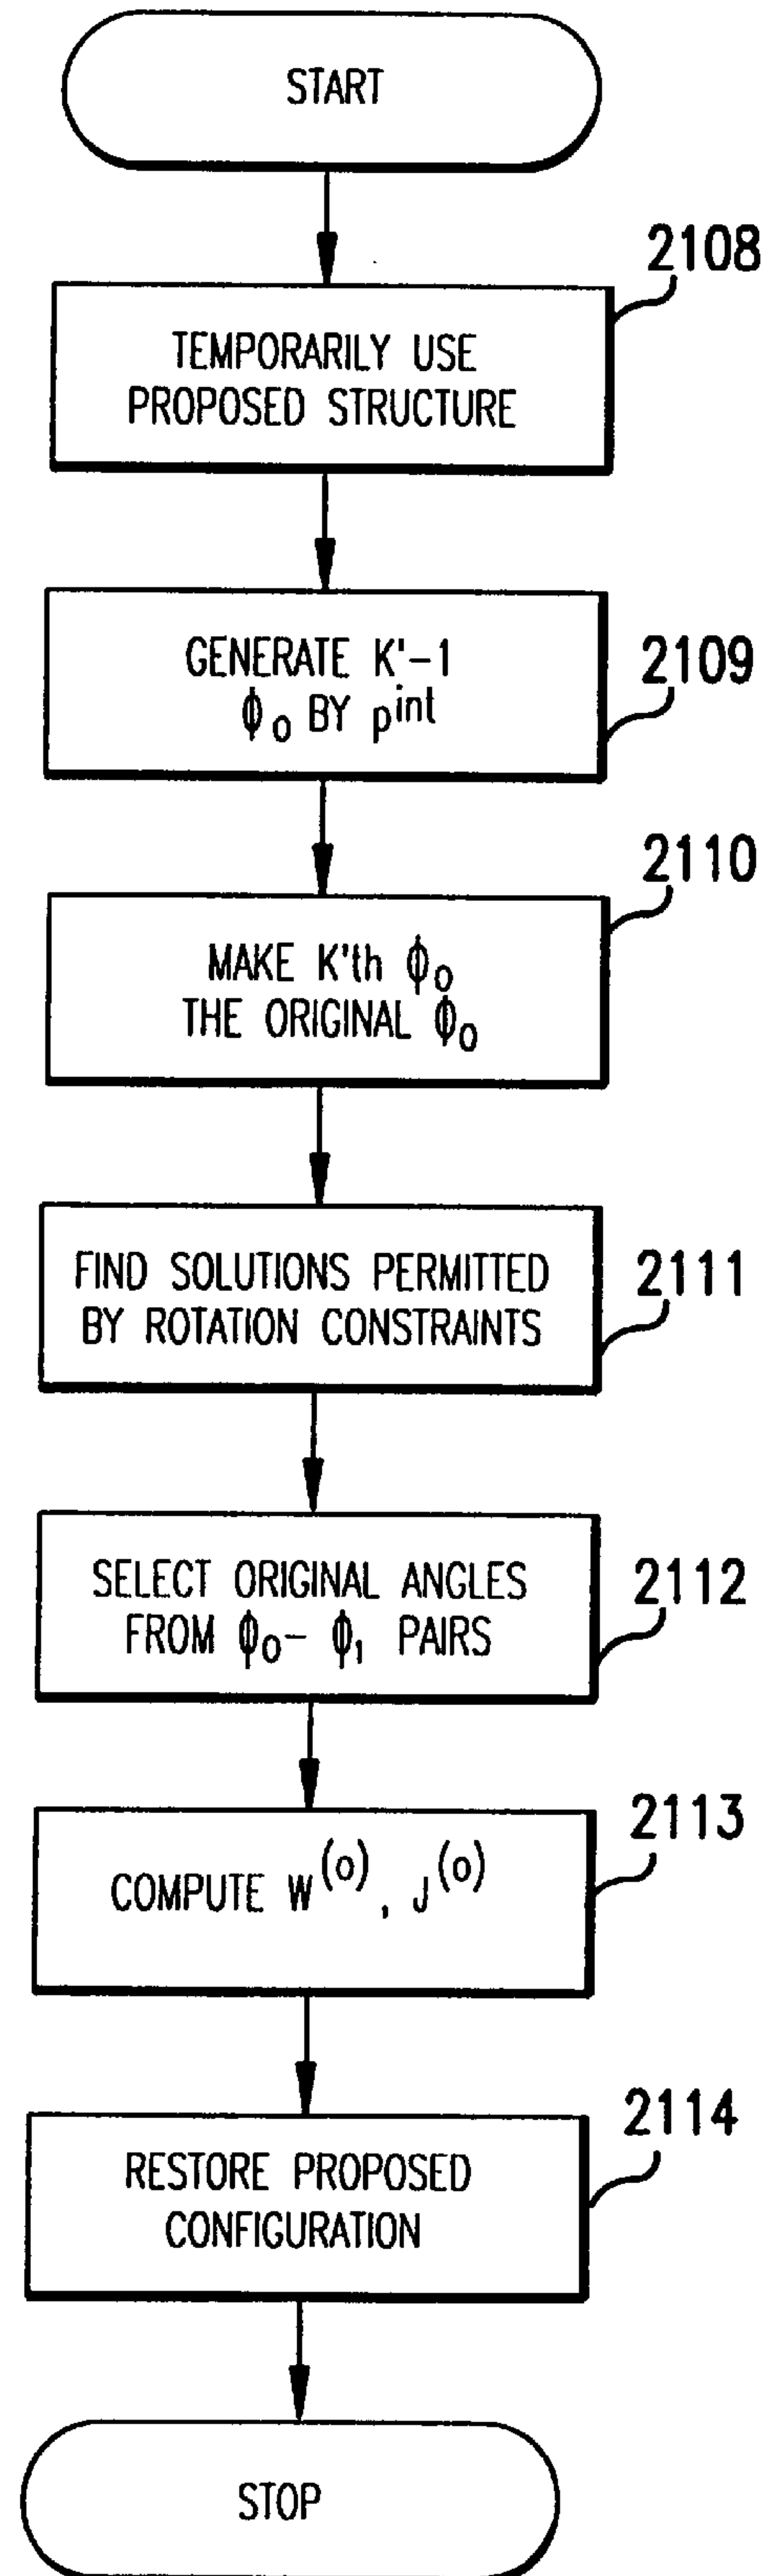 START
2108
TEMPORARILY USE
PROPOSED STRUCTURE
2109
GENERATE K'-1
ϕ₀ BY pⁱⁿᵗ
2110
MAKE K'th ϕ₀
THE ORIGINAL ϕ₀
2111
FIND SOLUTIONS PERMITTED
BY ROTATION CONSTRAINTS
2112
SELECT ORIGINAL ANGLES
FROM ϕ₀- ϕ₁ PAIRS
2113
COMPUTE W⁽ᵒ⁾, J⁽ᵒ⁾
2114
RESTORE PROPOSED
CONFIGURATION
STOP